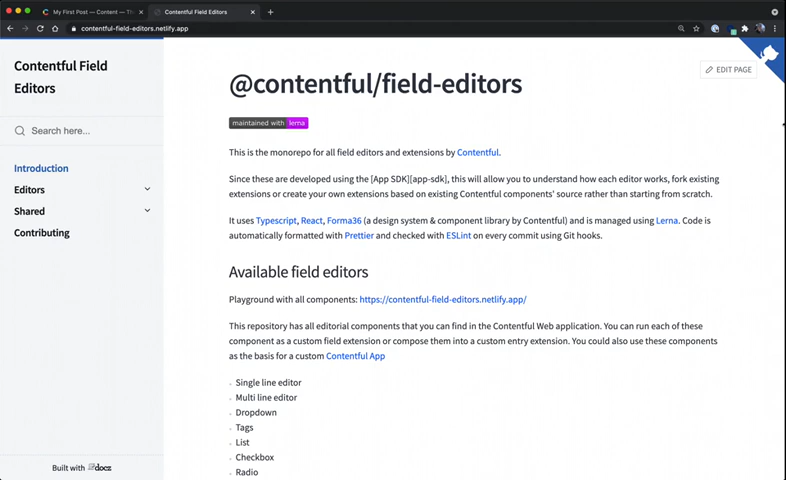 My First Post — Content — Th
Contentful Field Editors
contentful-field-editors.netlify.app
Contentful Field
Editors
Search here...
Introduction
Editors
Shared
Contributing
Built with docz
EDIT PAGE
@contentful/field-editors
maintained with lerna
This is the monorepo for all field editors and extensions by Contentful.
Since these are developed using the [App SDK][app-sdk], this will allow you to understand how each editor works, fork existing
extensions or create your own extensions based on existing Contentful components' source rather than starting from scratch.
It uses Typescript, React, Forma36 (a design system & component library by Contentful) and is managed using Lerna. Code is
automatically formatted with Prettier and checked with ESLint on every commit using Git hooks.
Available field editors
Playground with all components: https://contentful-field-editors.netlify.app/
This repository has all editorial components that you can find in the Contentful Web application. You can run each of these
component as a custom field extension or compose them into a custom entry extension. You could also use these components
as the basis for a custom Contentful App
Single line editor
Multi line editor
Dropdown
Tags
List
Checkbox
Radio